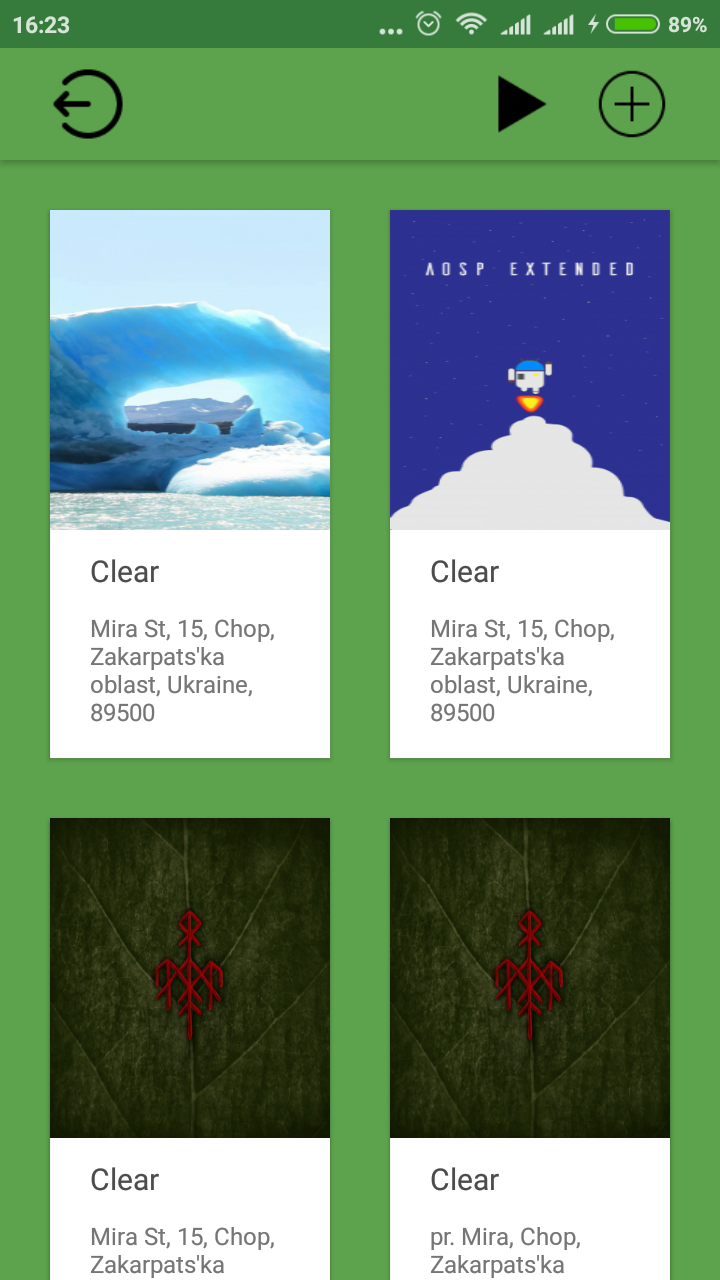 16:23
89%
AOSP EXTENDED
Clear
Mira St, 15, Chop,
Zakarpats'ka
oblast, Ukraine,
89500
Clear
Mira St, 15, Chop,
Zakarpats'ka
oblast, Ukraine,
89500
Clear
Mira St, 15, Chop,
Zakarpats'ka
Clear
pr. Mira, Chop,
Zakarpats'ka